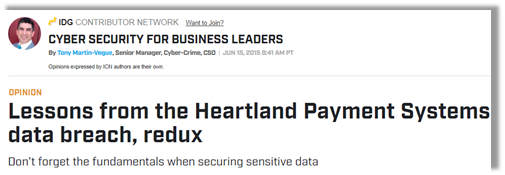 IDG CONTRIBUTOR NETWORK Want to Join?
CYBER SECURITY FOR BUSINESS LEADERS
By Tony Martin-Vegue, Senior Manager, Cyber-Crime, CSO | JUN 15, 2015 8:41 AM PT
Opinions expressed by ICN authors are their own.
OPINION
Lessons from the Heartland Payment Systems
data breach, redux
Don't forget the fundamentals when securing sensitive data